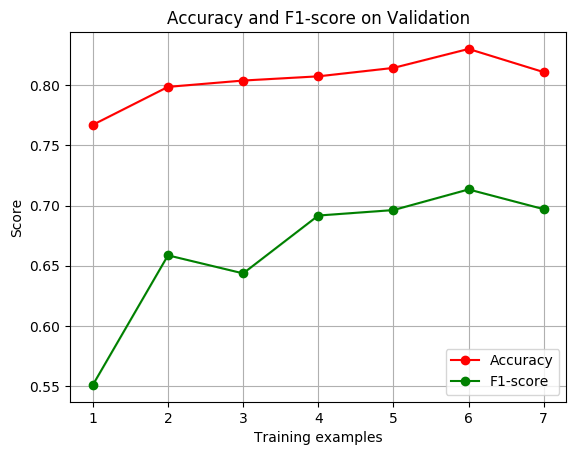 Accuracy and F1-score on Validation
Score
0.80
0.75
0.70
0.65
0.60
0.55
Accuracy
F1-score
1 2 3 4 5 6 7
Training examples